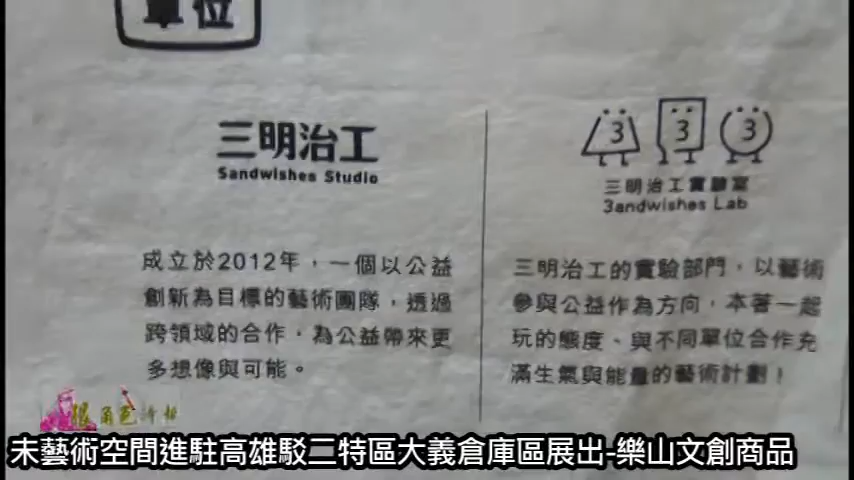 單位
三明治工
Sandwishes Studio
成立於2012年，一個以公益
創新為目標的藝術團隊，透過
跨領域的合作，為公益帶來更
多想像與可能。
3 3 3
三明治工實驗室
3andwishes Lab
三明治工的實驗部門，以藝術
參與公益作為方向，本著一起
玩的態度、與不同單位合作充
滿生氣與能量的藝術計劃！
角色
未藝術空間進駐高雄駁二特區大義倉庫區展出-樂山文創商品